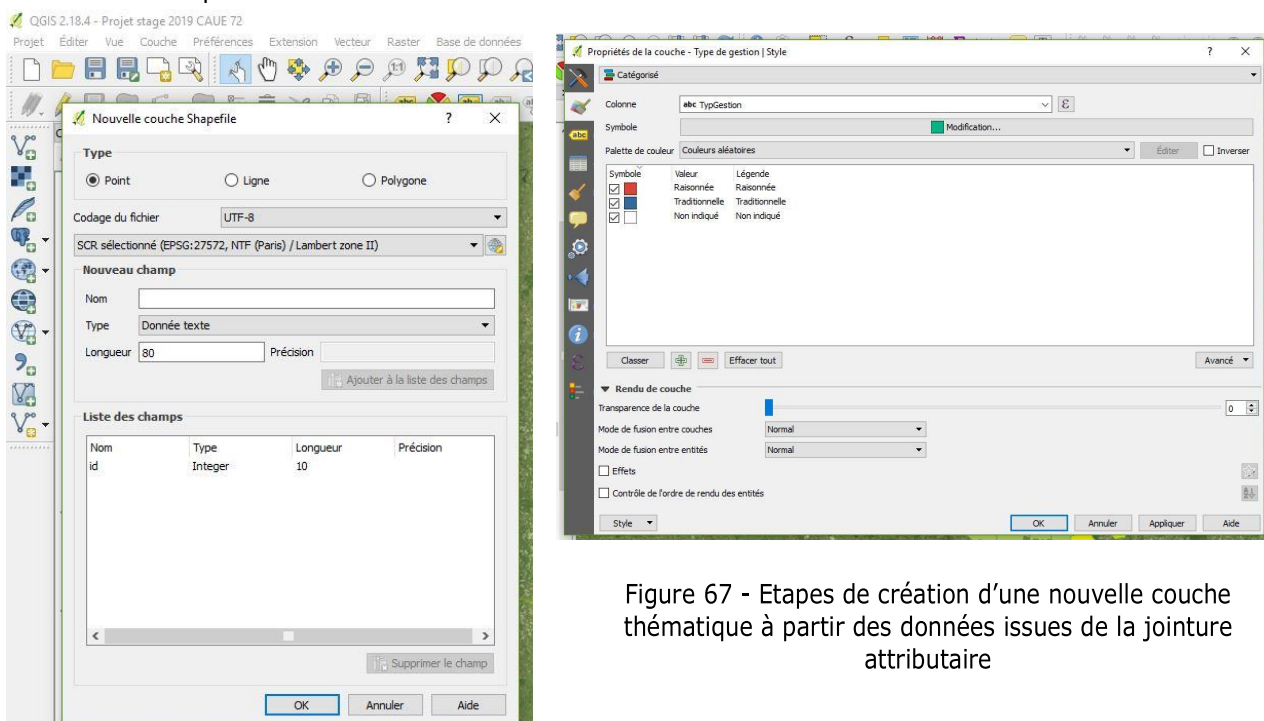 QGIS 2.18.4 - Projet stage 2019 CAUE 72
Projet Éditer Vue Couche Préférences Extension Vecteur Raster Base de données
Nouvelle couche Shapefile ? X
Type
Point Ligne Polygone
Codage du fichier UTF-8
SCR sélectionné (EPSG:27572, NTF (Paris) / Lambert zone II)
Nouveau champ
Nom
Type Donnée texte
Longueur 80 Précision
Ajouter à la liste des champs
Liste des champs
Nom Type Longueur Précision
id Integer 10
Supprimer le champ
OK Annuler Aide
Propriétés de la couche - Type de gestion | Style ? X
Catégorisé
Colonne abc TypGestion ε
Symbole Modification...
Palette de couleur Couleurs aléatoires Éditer Inverser
Symbole Valeur Légende
Raisonnée Raisonnée
Traditionnelle Traditionnelle
Non indiqué Non indiqué
Classer Effacer tout Avancé
Rendu de couche
Transparence de la couche 0
Mode de fusion entre couches Normal
Mode de fusion entre entités Normal
Effets
Contrôle de l'ordre de rendu des entités
Style OK Annuler Appliquer Aide
Figure 67 - Etapes de création d'une nouvelle couche
thématique à partir des données issues de la jointure
attributaire